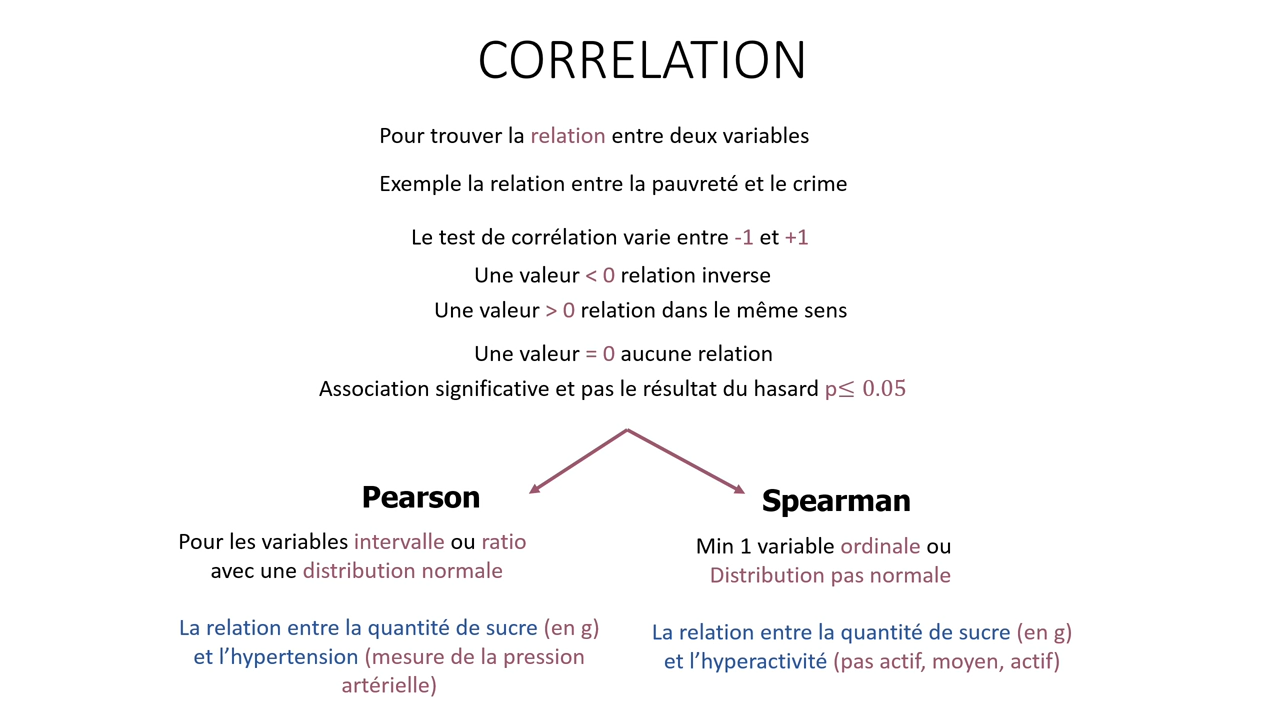 CORRELATION
Pour trouver la relation entre deux variables
Exemple la relation entre la pauvreté et le crime
Le test de corrélation varie entre -1 et +1
Une valeur < 0 relation inverse
Une valeur > 0 relation dans le même sens
Une valeur = 0 aucune relation
Association significative et pas le résultat du hasard p≤ 0.05
Pearson
Pour les variables intervalle ou ratio
avec une distribution normale
La relation entre la quantité de sucre (en g)
et l’hypertension (mesure de la pression
artérielle)
Spearman
Min 1 variable ordinale ou
Distribution pas normale
La relation entre la quantité de sucre (en g)
et l’hyperactivité (pas actif, moyen, actif)